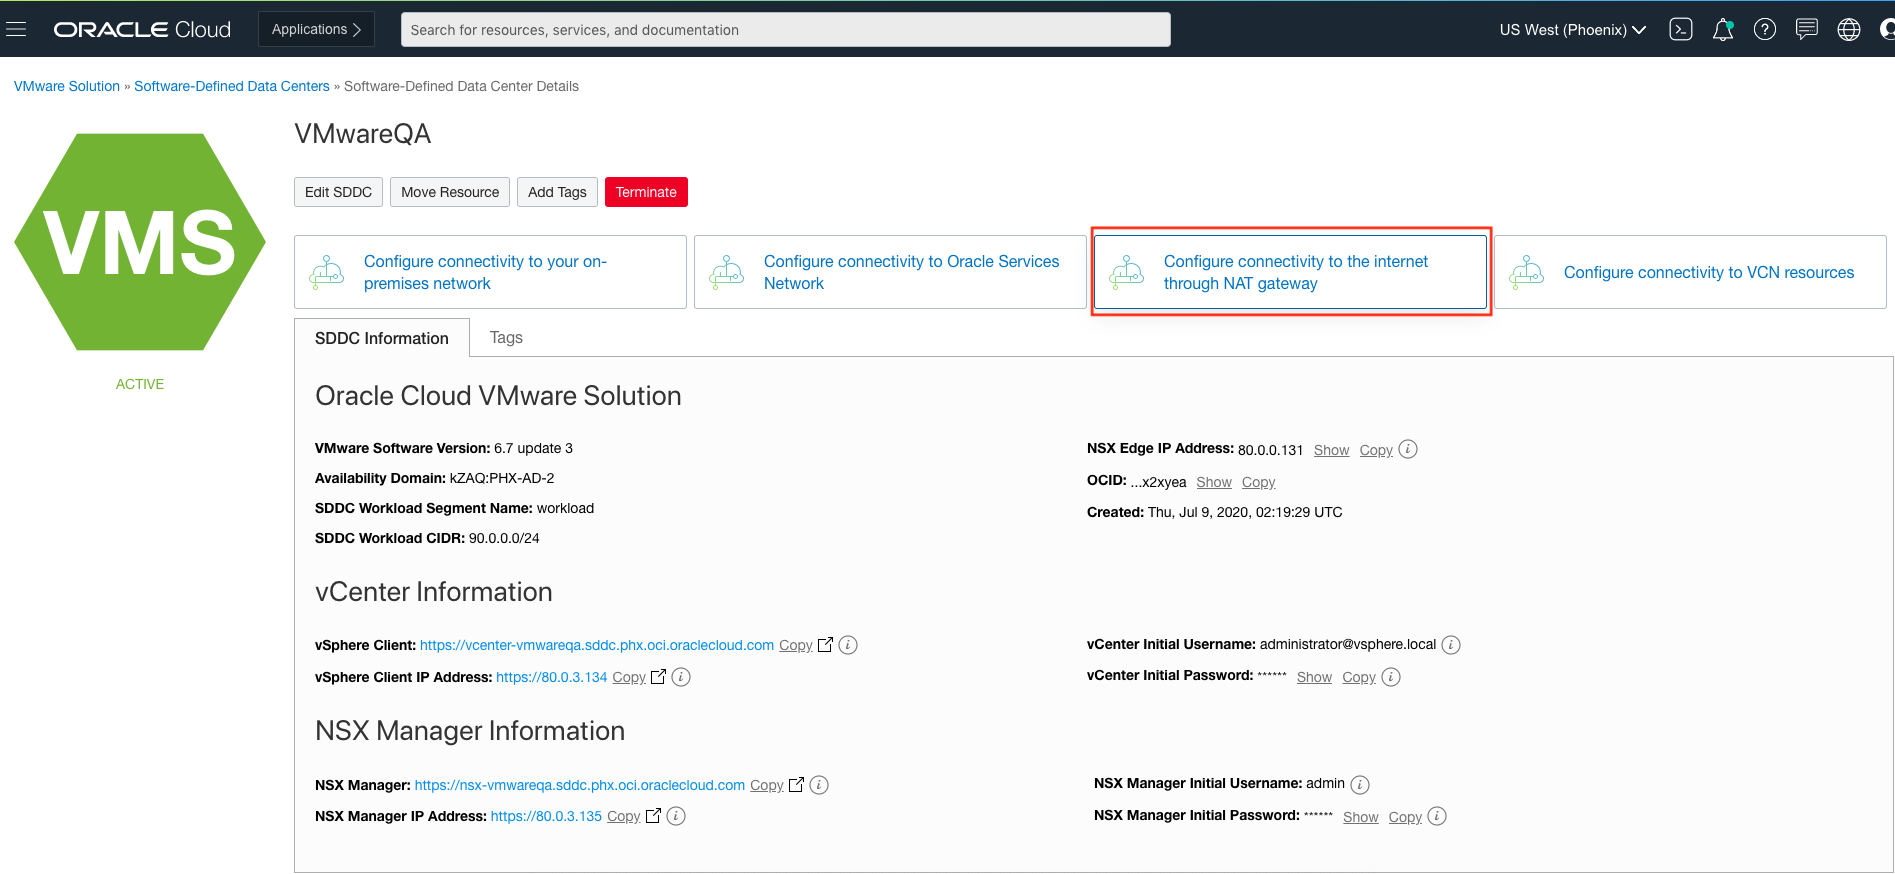 ORACLE Cloud
Applications
Search for resources, services, and documentation
US West (Phoenix)
VMware Solution » Software-Defined Data Centers » Software-Defined Data Center Details
VMS
ACTIVE
VMwareQA
Edit SDDC
Move Resource
Add Tags
Terminate
Configure connectivity to your on-
premises network
Configure connectivity to Oracle Services
Network
Configure connectivity to the internet
through NAT gateway
Configure connectivity to VCN resources
SDDC Information
Tags
Oracle Cloud VMware Solution
VMware Software Version: 6.7 update 3
Availability Domain: kZAQ:PHX-AD-2
SDDC Workload Segment Name: workload
SDDC Workload CIDR: 90.0.0.0/24
NSX Edge IP Address: 80.0.0.131 Show Copy i
OCID: ...x2xyea Show Copy
Created: Thu, Jul 9, 2020, 02:19:29 UTC
vCenter Information
vSphere Client: https://vcenter-vmwareqa.sddc.phx.oci.oraclecloud.com Copy i
vSphere Client IP Address: https://80.0.3.134 Copy i
vCenter Initial Username: administrator@vsphere.local i
vCenter Initial Password: ****** Show Copy i
NSX Manager Information
NSX Manager: https://nsx-vmwareqa.sddc.phx.oci.oraclecloud.com Copy i
NSX Manager IP Address: https://80.0.3.135 Copy i
NSX Manager Initial Username: admin i
NSX Manager Initial Password: ****** Show Copy i